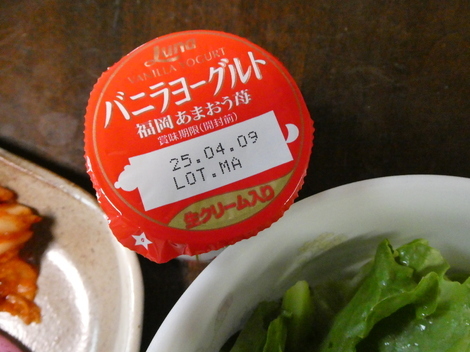 Luna
VANILLA YOGURT
バニラヨーグルト
福岡 あまおう苺
賞味期限(開封前)
25.04.09
LOT.MA
生クリーム入り